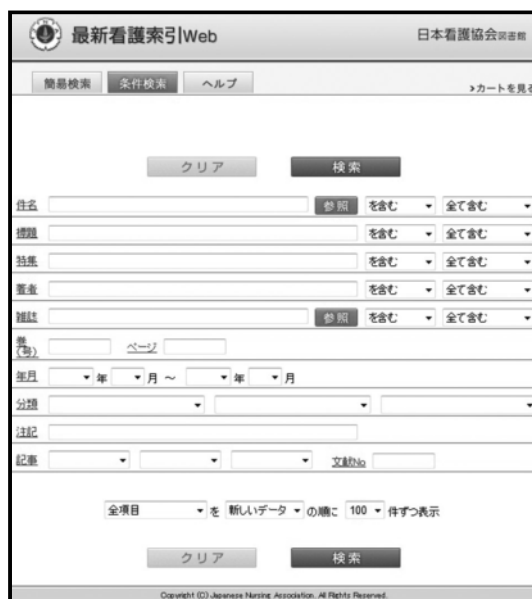 最新看護索引Web 日本看護協会図書館
簡易検索 条件検索 ヘルプ
›カートを見る
クリア 検索
件名 参照 を含む 全て含む
標題 を含む 全て含む
特集 を含む 全て含む
著者 を含む 全て含む
雑誌 参照 を含む 全て含む
巻(号) ページ
年月 年 月 ～ 年 月
分類
注記
記事 文献No
全項目 を 新しいデータ の順に 100 件ずつ表示
クリア 検索
Copyright (C) Japanese Nursing Association. All Rights Reserved.